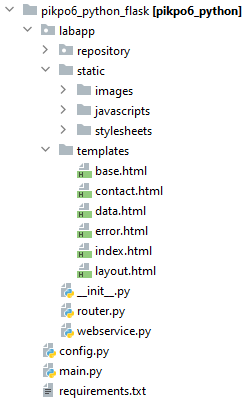 pikpo6_python_flask [pikpo6_python]
labapp
repository
static
images
javascripts
stylesheets
templates
base.html
contact.html
data.html
error.html
index.html
layout.html
__init__.py
router.py
webservice.py
config.py
main.py
requirements.txt